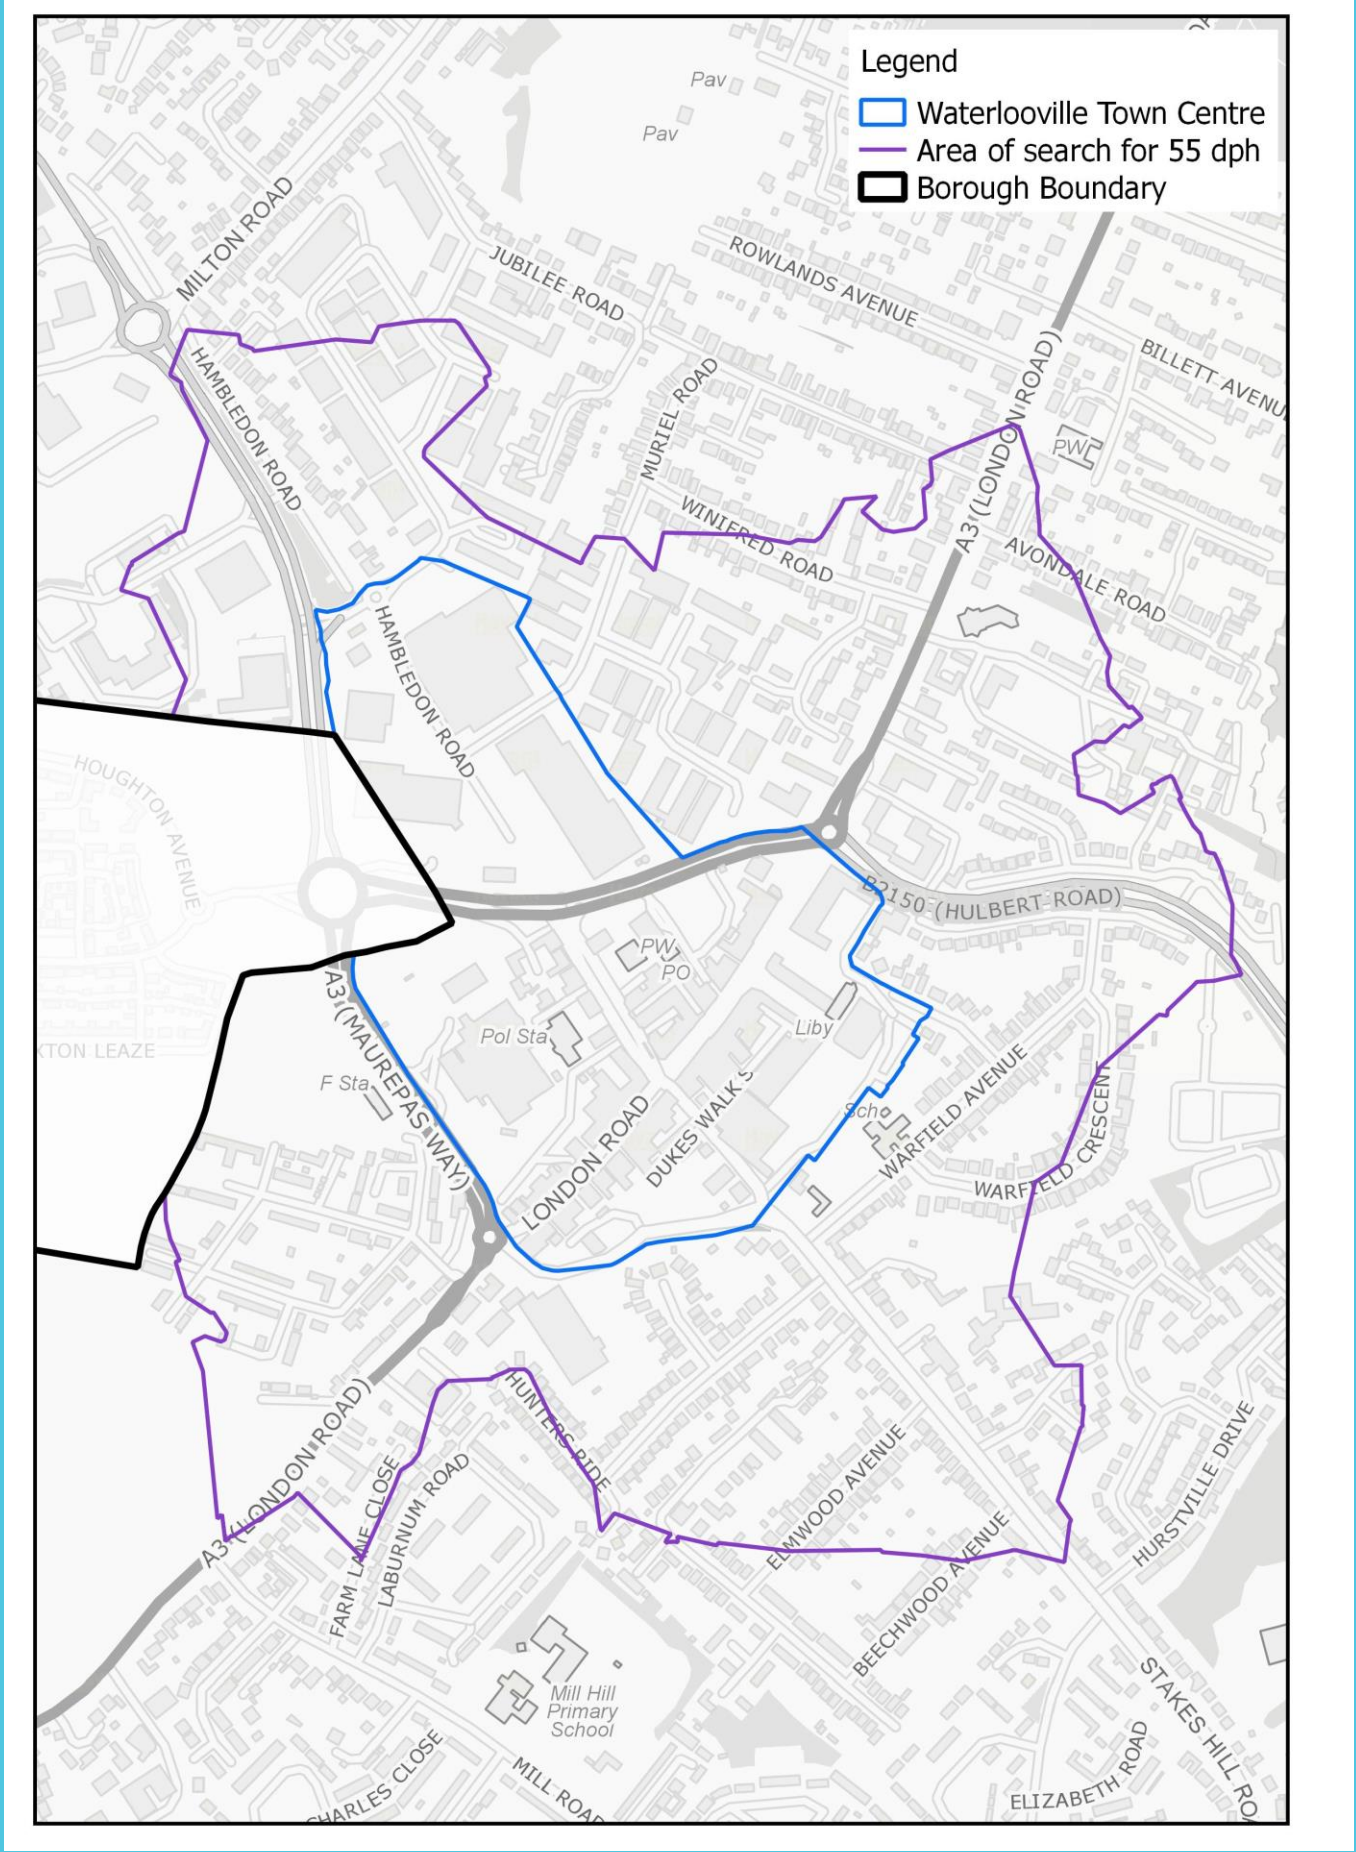 Legend
Waterlooville Town Centre
Area of search for 55 dph
Borough Boundary
Pav
Pav
MILTON ROAD
JUBILEE ROAD
ROWLANDS AVENUE
BILLETT AVENU
HAMBLEDON ROAD
MURIEL ROAD
A3 (LONDON ROAD)
PW
WINIFRED ROAD
AVONDALE ROAD
HAMBLEDON ROAD
HOUGHTON AVENUE
B2150 (HULBERT ROAD)
PW
PO
A3 (MAUREPAS WAY)
Pol Sta
Liby
XTON LEAZE
F Sta
LONDON ROAD
DUKES WALK S
Sch
WARFIELD AVENUE
WARFIELD CRESCENT
A3 (LONDON ROAD)
HUNTERS RIDE
FARM LANE CLOSE
LABURNUM ROAD
ELMWOOD AVENUE
BEECHWOOD AVENUE
HURSTVILLE DRIVE
Mill Hill
Primary
School
STAKES HILL ROA
CHARLES CLOSE
MILL ROAD
ELIZABETH ROAD